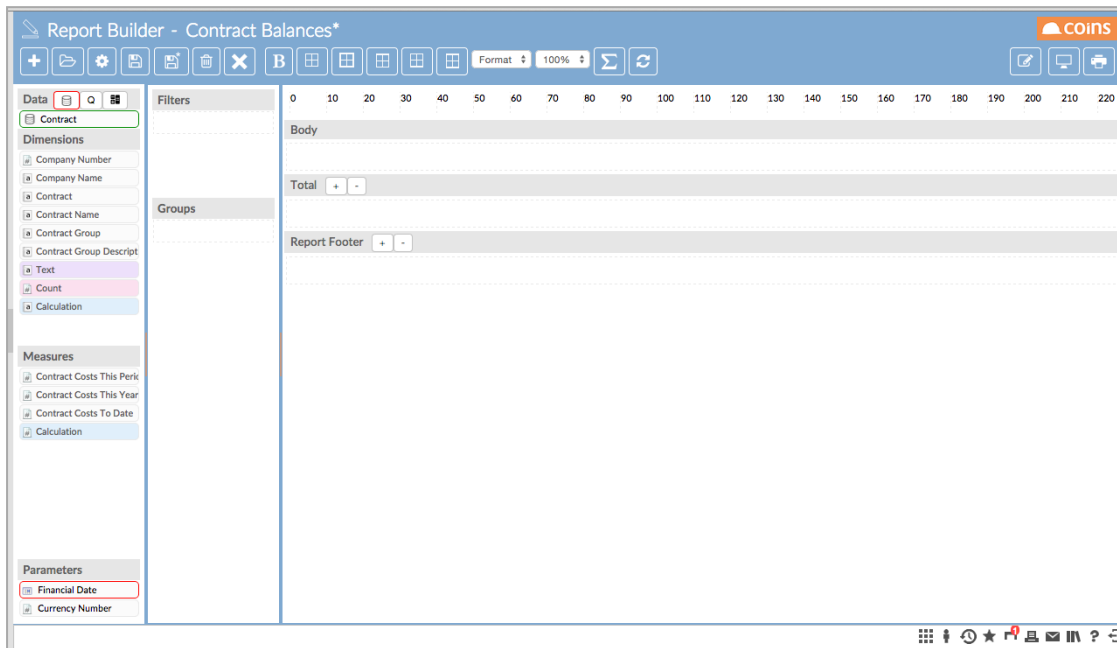 Report Builder - Contract Balances*
coins
B Format 100% Σ
Data Q
Contract
Dimensions
Company Number
Company Name
Contract
Contract Name
Contract Group
Contract Group Descript
Text
Count
Calculation
Measures
Contract Costs This Peric
Contract Costs This Year
Contract Costs To Date
Calculation
Parameters
Financial Date
Currency Number
Filters
Groups
0 10 20 30 40 50 60 70 80 90 100 110 120 130 140 150 160 170 180 190 200 210 220
Body
Total + -
Report Footer + -
1
?